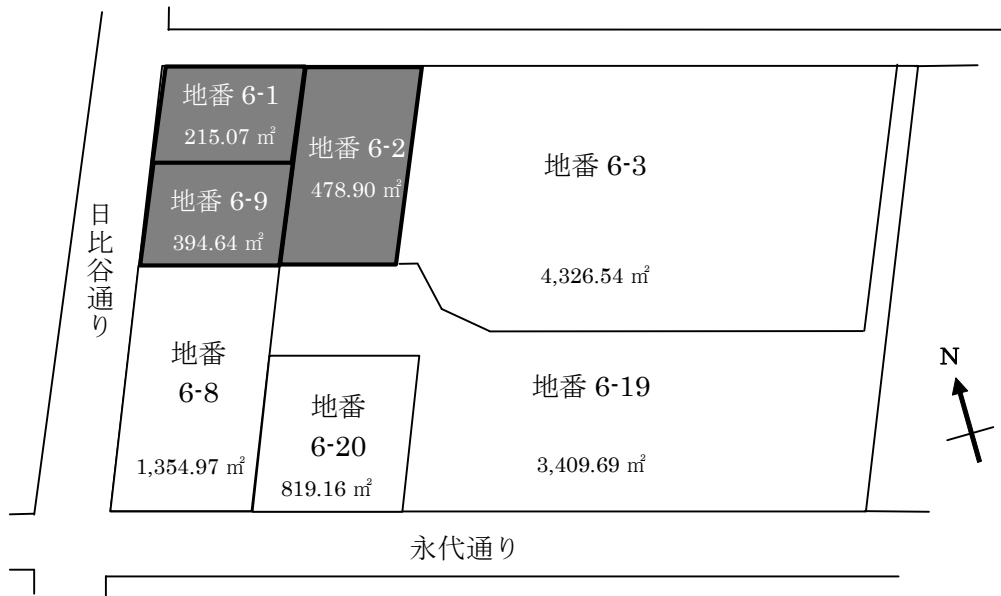 地番 6-1
215.07 ㎡
地番 6-2
478.90 ㎡
地番 6-9
394.64 ㎡
地番 6-3
4,326.54 ㎡
日比谷通り
地番
6-8
1,354.97 ㎡
地番
6-20
819.16 ㎡
地番 6-19
3,409.69 ㎡
N
永代通り